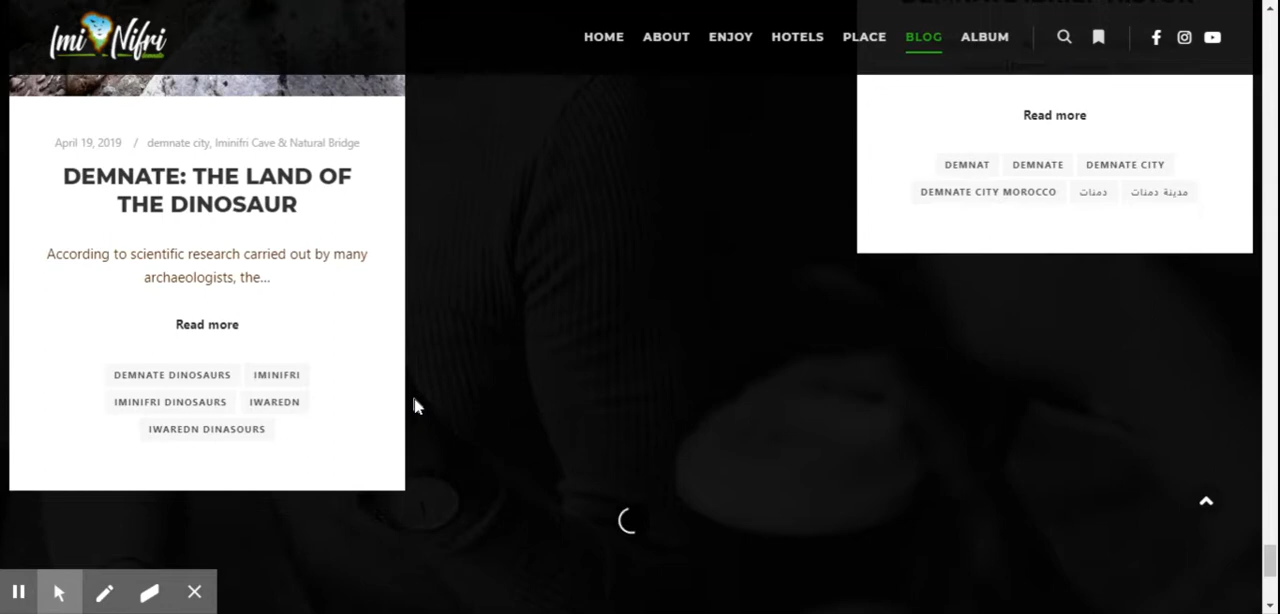 Imi Nifri
HOME ABOUT ENJOY HOTELS PLACE BLOG ALBUM
April 19, 2019 / demnate city, Iminifri Cave & Natural Bridge
DEMNATE: THE LAND OF
THE DINOSAUR
According to scientific research carried out by many
archaeologists, the...
Read more
DEMNATE DINOSAURS IMINIFRI
IMINIFRI DINOSAURS IWAREDN
IWAREDN DINASOURS
Read more
DEMNAT DEMNATE DEMNATE CITY
DEMNATE CITY MOROCCO دمنات مدينة دمنات